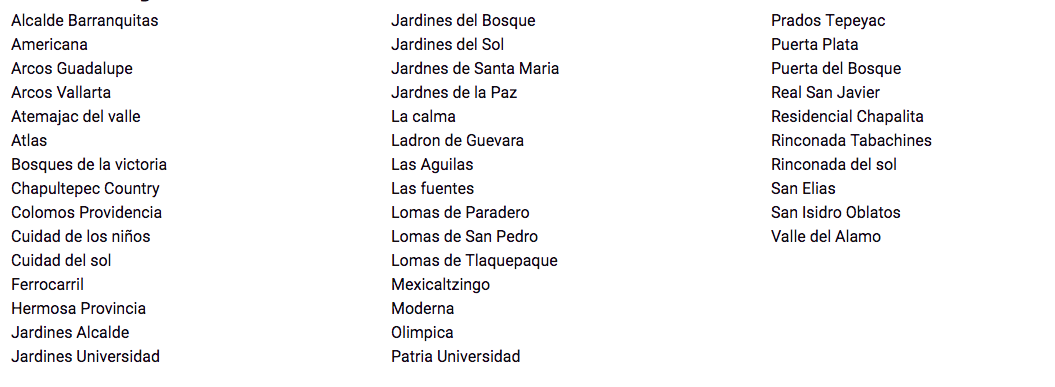 Alcalde Barranquitas
Americana
Arcos Guadalupe
Arcos Vallarta
Atemajac del valle
Atlas
Bosques de la victoria
Chapultepec Country
Colomos Providencia
Cuidad de los niños
Cuidad del sol
Ferrocarril
Hermosa Provincia
Jardines Alcalde
Jardines Universidad
Jardines del Bosque
Jardines del Sol
Jardnes de Santa Maria
Jardnes de la Paz
La calma
Ladron de Guevara
Las Aguilas
Las fuentes
Lomas de Paradero
Lomas de San Pedro
Lomas de Tlaquepaque
Mexicaltzingo
Moderna
Olimpica
Patria Universidad
Prados Tepeyac
Puerta Plata
Puerta del Bosque
Real San Javier
Residencial Chapalita
Rinconada Tabachines
Rinconada del sol
San Elias
San Isidro Oblatos
Valle del Alamo